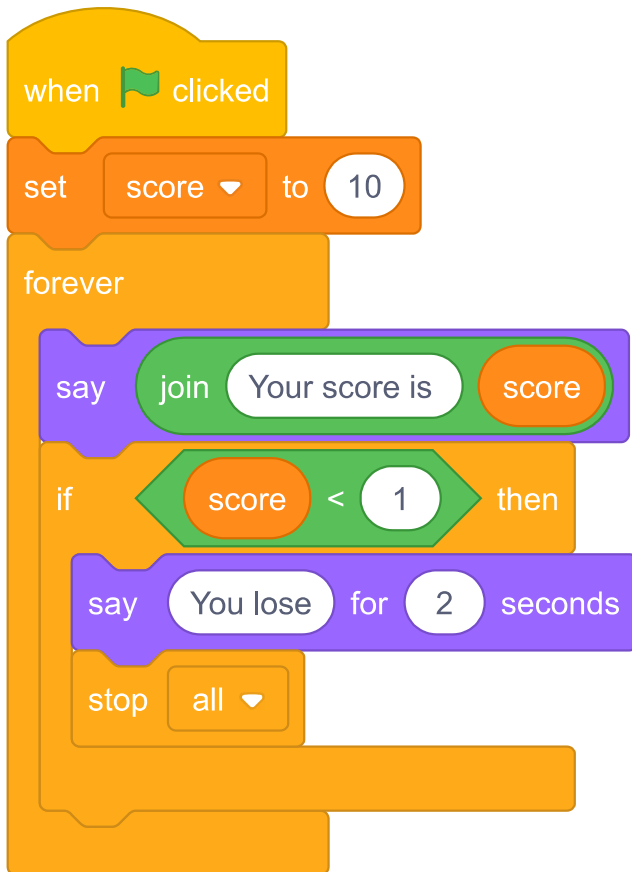 when clicked
set score to 10
forever
say join Your score is score
if score < 1 then
say You lose for 2 seconds
stop all